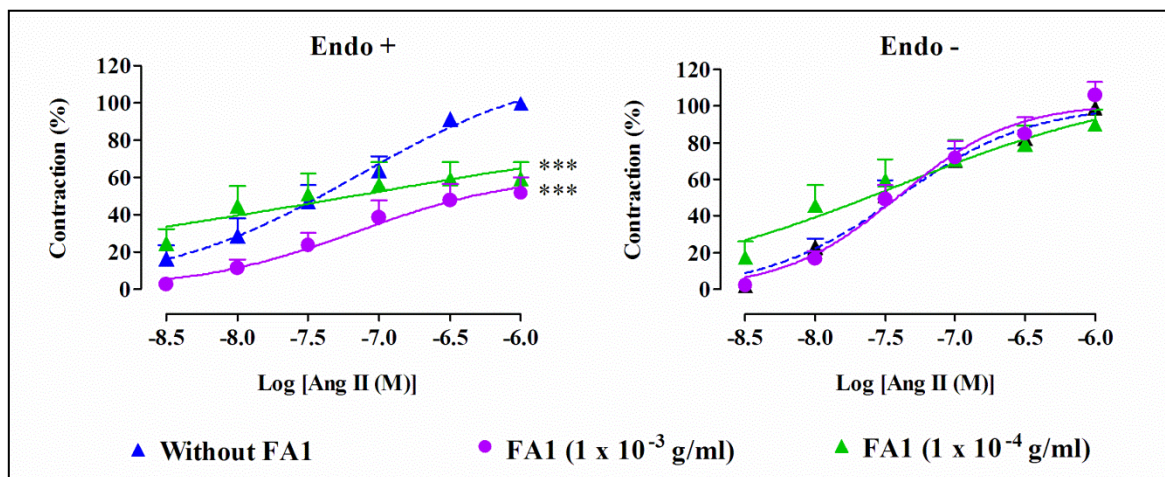 Endo +
Contraction (%)
120
100
80
60
40
20
0
***
***
-8.5 -8.0 -7.5 -7.0 -6.5 -6.0
Log [Ang II (M)]
Endo -
Contraction (%)
120
100
80
60
40
20
0
-8.5 -8.0 -7.5 -7.0 -6.5 -6.0
Log [Ang II (M)]
Without FA1 FA1 (1 x 10⁻³ g/ml) FA1 (1 x 10⁻⁴ g/ml)